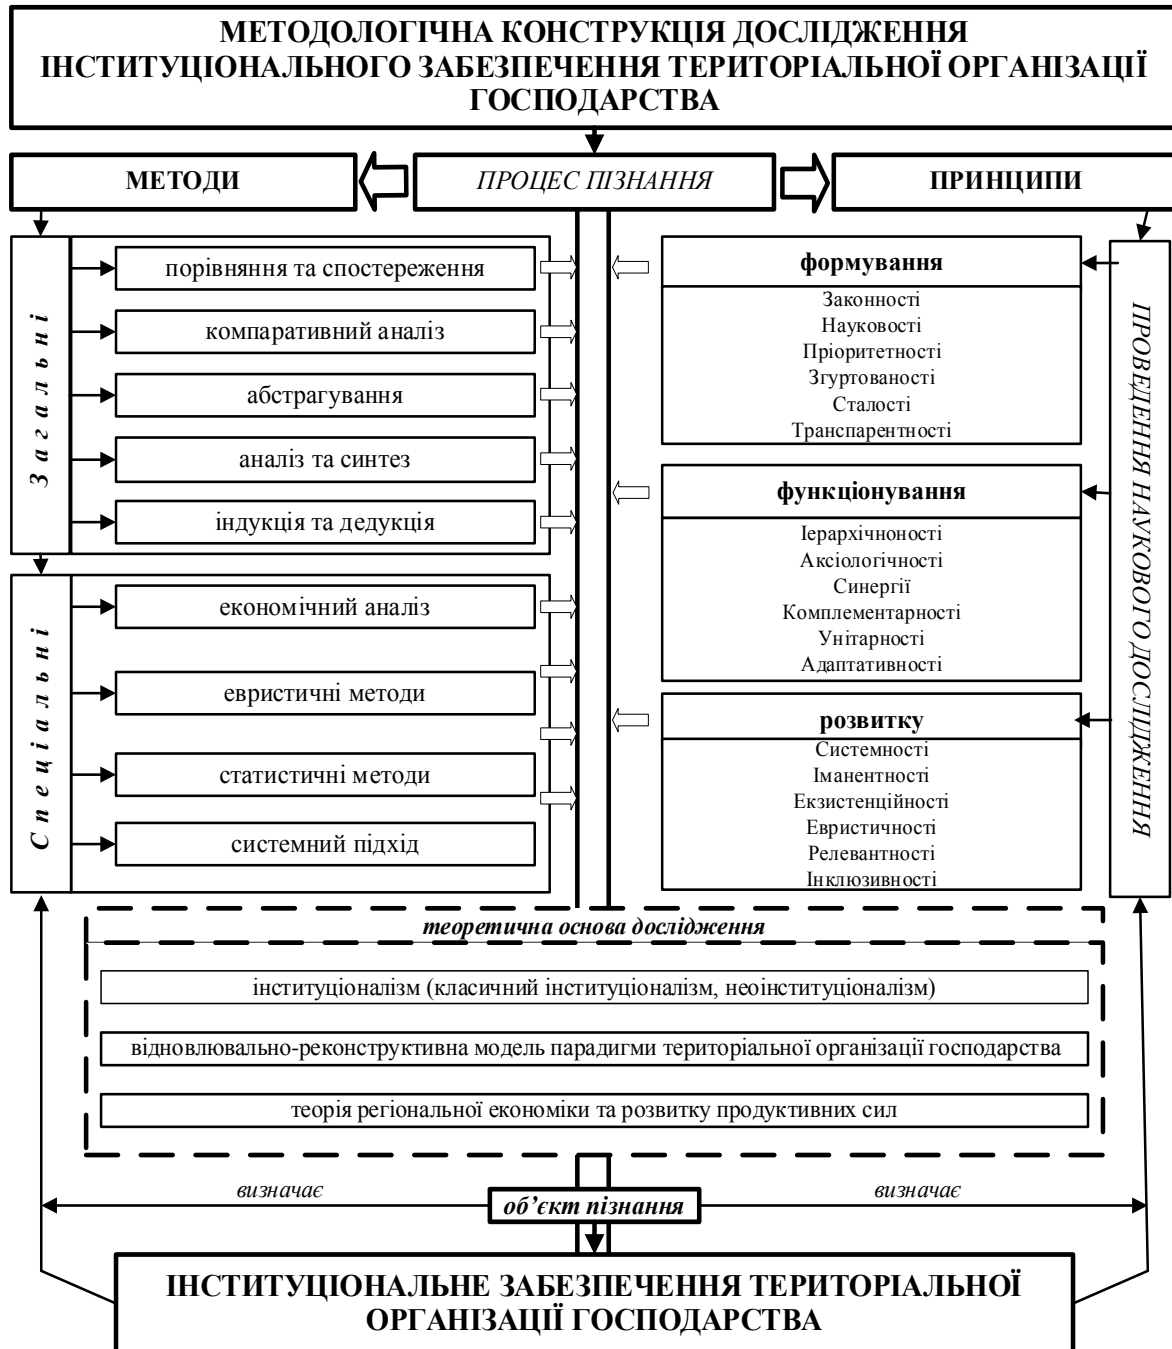 МЕТОДОЛОГІЧНА КОНСТРУКЦІЯ ДОСЛІДЖЕННЯ
ІНСТИТУЦІОНАЛЬНОГО ЗАБЕЗПЕЧЕННЯ ТЕРИТОРІАЛЬНОЇ ОРГАНІЗАЦІЇ
ГОСПОДАРСТВА
МЕТОДИ
ПРОЦЕС ПІЗНАННЯ
ПРИНЦИПИ
Загальні
порівняння та спостереження
компаративний аналіз
абстрагування
аналіз та синтез
індукція та дедукція
Спеціальні
економічний аналіз
евристичні методи
статистичні методи
системний підхід
формування
Законності
Науковості
Пріоритетності
Згуртованості
Сталості
Транспарентності
функціонування
Ієрархічноності
Аксіологічності
Синергії
Комплементарності
Унітарності
Адаптативності
розвитку
Системності
Іманентності
Екзистенційності
Евристичності
Релевантності
Інклюзивності
ПРОВЕДЕННЯ НАУКОВОГО ДОСЛІДЖЕННЯ
теоретична основа дослідження
інституціоналізм (класичний інституціоналізм, неоінституціоналізм)
відновлювально-реконструктивна модель парадигми територіальної організації господарства
теорія регіональної економіки та розвитку продуктивних сил
визначає
об’єкт пізнання
визначає
ІНСТИТУЦІОНАЛЬНЕ ЗАБЕЗПЕЧЕННЯ ТЕРИТОРІАЛЬНОЇ
ОРГАНІЗАЦІЇ ГОСПОДАРСТВА